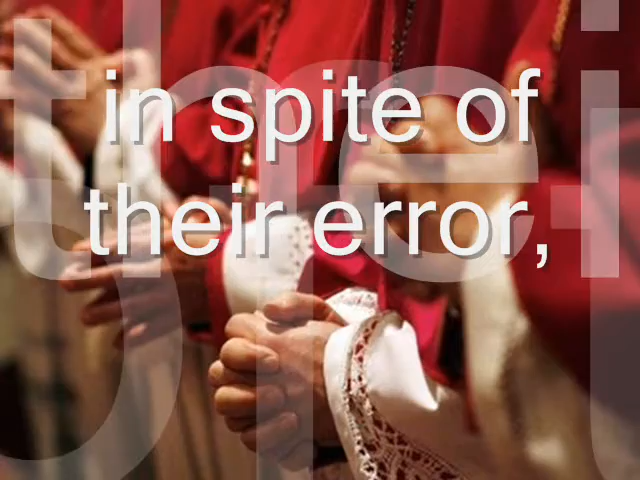 in spite of
their error,